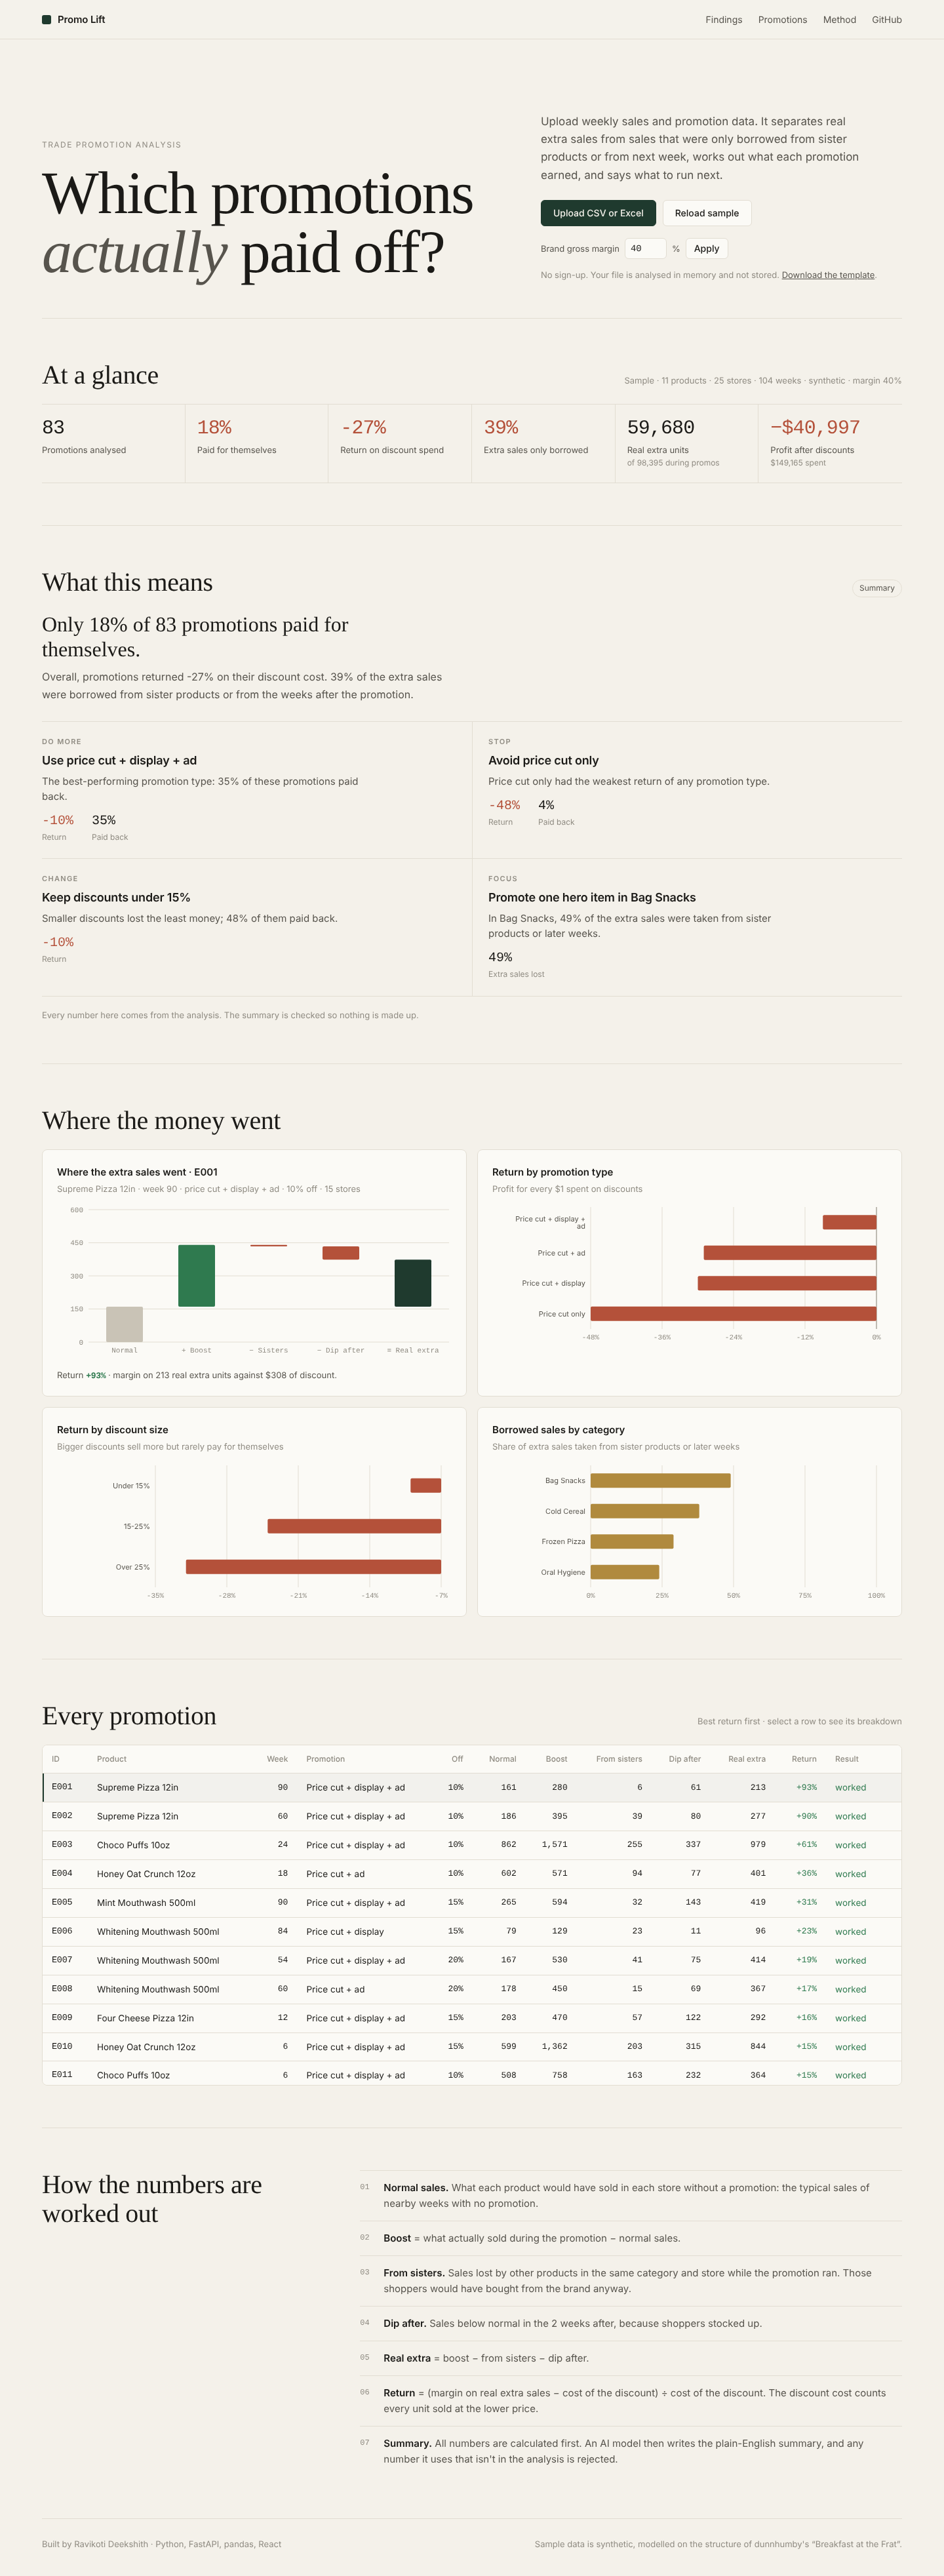 Promo Lift
Findings Promotions Method GitHub
TRADE PROMOTION ANALYSIS
Which promotions
actually paid off?
Upload weekly sales and promotion data. It separates real
extra sales from sales that were only borrowed from sister
products or from next week, works out what each promotion
earned, and says what to run next.
Upload CSV or Excel Reload sample
Brand gross margin 40 % Apply
No sign-up. Your file is analysed in memory and not stored. Download the template.
At a glance
Sample · 11 products · 25 stores · 104 weeks · synthetic · margin 40%
83
Promotions analysed
18%
Paid for themselves
-27%
Return on discount spend
39%
Extra sales only borrowed
59,680
Real extra units
of 98,395 during promos
−$40,997
Profit after discounts
$149,165 spent
What this means
Summary
Only 18% of 83 promotions paid for
themselves.
Overall, promotions returned -27% on their discount cost. 39% of the extra sales
were borrowed from sister products or from the weeks after the promotion.
DO MORE
Use price cut + display + ad
The best-performing promotion type: 35% of these promotions paid
back.
-10% 35%
Return Paid back
STOP
Avoid price cut only
Price cut only had the weakest return of any promotion type.
-48% 4%
Return Paid back
CHANGE
Keep discounts under 15%
Smaller discounts lost the least money; 48% of them paid back.
-10%
Return
FOCUS
Promote one hero item in Bag Snacks
In Bag Snacks, 49% of the extra sales were taken from sister
products or later weeks.
49%
Extra sales lost
Every number here comes from the analysis. The summary is checked so nothing is made up.
Where the money went
Where the extra sales went · E001
Supreme Pizza 12in · week 90 · price cut + display + ad · 10% off · 15 stores
600
450
300
150
0
Normal + Boost − Sisters − Dip after = Real extra
Return +93% · margin on 213 real extra units against $308 of discount.
Return by promotion type
Profit for every $1 spent on discounts
Price cut + display +
ad
Price cut + ad
Price cut + display
Price cut only
-48% -36% -24% -12% 0%
Return by discount size
Bigger discounts sell more but rarely pay for themselves
Under 15%
15-25%
Over 25%
-35% -28% -21% -14% -7%
Borrowed sales by category
Share of extra sales taken from sister products or later weeks
Bag Snacks
Cold Cereal
Frozen Pizza
Oral Hygiene
0% 25% 50% 75% 100%
Every promotion
Best return first · select a row to see its breakdown
ID Product Week Promotion Off Normal Boost From sisters Dip after Real extra Return Result
E001 Supreme Pizza 12in 90 Price cut + display + ad 10% 161 280 6 61 213 +93% worked
E002 Supreme Pizza 12in 60 Price cut + display + ad 10% 186 395 39 80 277 +90% worked
E003 Choco Puffs 10oz 24 Price cut + display + ad 10% 862 1,571 255 337 979 +61% worked
E004 Honey Oat Crunch 12oz 18 Price cut + ad 10% 602 571 94 77 401 +36% worked
E005 Mint Mouthwash 500ml 90 Price cut + display + ad 15% 265 594 32 143 419 +31% worked
E006 Whitening Mouthwash 500ml 84 Price cut + display 15% 79 129 23 11 96 +23% worked
E007 Whitening Mouthwash 500ml 54 Price cut + display + ad 20% 167 530 41 75 414 +19% worked
E008 Whitening Mouthwash 500ml 60 Price cut + ad 20% 178 450 15 69 367 +17% worked
E009 Four Cheese Pizza 12in 12 Price cut + display + ad 15% 203 470 57 122 292 +16% worked
E010 Honey Oat Crunch 12oz 6 Price cut + display + ad 15% 599 1,362 203 315 844 +15% worked
E011 Choco Puffs 10oz 6 Price cut + display + ad 10% 508 758 163 232 364 +15% worked
How the numbers are
worked out
01 Normal sales. What each product would have sold in each store without a promotion: the typical sales of
nearby weeks with no promotion.
02 Boost = what actually sold during the promotion − normal sales.
03 From sisters. Sales lost by other products in the same category and store while the promotion ran. Those
shoppers would have bought from the brand anyway.
04 Dip after. Sales below normal in the 2 weeks after, because shoppers stocked up.
05 Real extra = boost − from sisters − dip after.
06 Return = (margin on real extra sales − cost of the discount) ÷ cost of the discount. The discount cost counts
every unit sold at the lower price.
07 Summary. All numbers are calculated first. An AI model then writes the plain-English summary, and any
number it uses that isn't in the analysis is rejected.
Built by Ravikoti Deekshith · Python, FastAPI, pandas, React
Sample data is synthetic, modelled on the structure of dunnhumby's "Breakfast at the Frat".